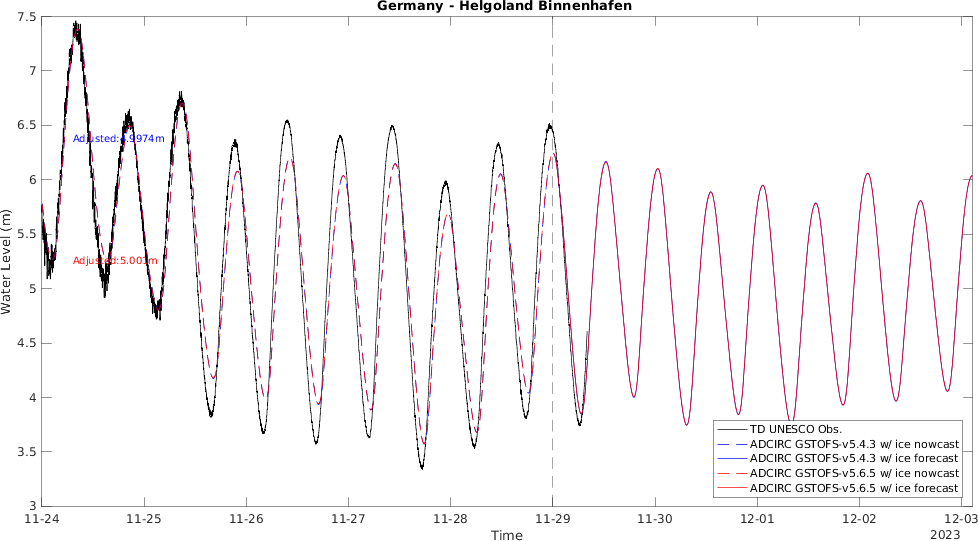 Germany - Helgoland Binnenhafen
7.5
7
6.5
6
5.5
5
4.5
4
3.5
3
Water Level (m)
Adjusted:4.9974m
Adjusted:5.001m
TD UNESCO Obs.
ADCIRC GSTOFS-v5.4.3 w/ ice nowcast
ADCIRC GSTOFS-v5.4.3 w/ ice forecast
ADCIRC GSTOFS-v5.6.5 w/ ice nowcast
ADCIRC GSTOFS-v5.6.5 w/ ice forecast
11-24 11-25 11-26 11-27 11-28 11-29 11-30 12-01 12-02 12-03
Time
2023